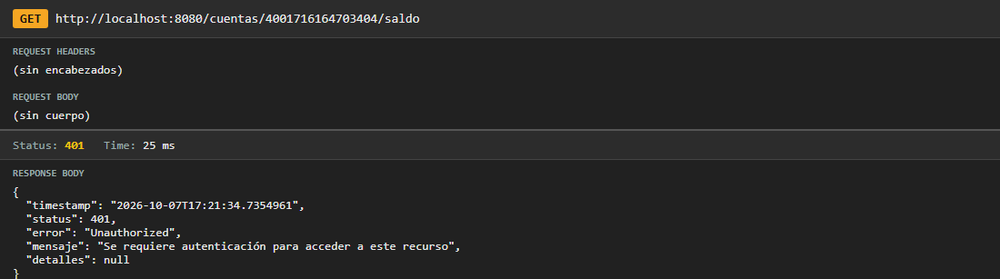 GET http://localhost:8080/cuentas/4001716164703404/saldo
REQUEST HEADERS
(sin encabezados)
REQUEST BODY
(sin cuerpo)
Status: 401 Time: 25 ms
RESPONSE BODY
{
"timestamp": "2026-10-07T17:21:34.7354961",
"status": 401,
"error": "Unauthorized",
"mensaje": "Se requiere autenticación para acceder a este recurso",
"detalles": null
}